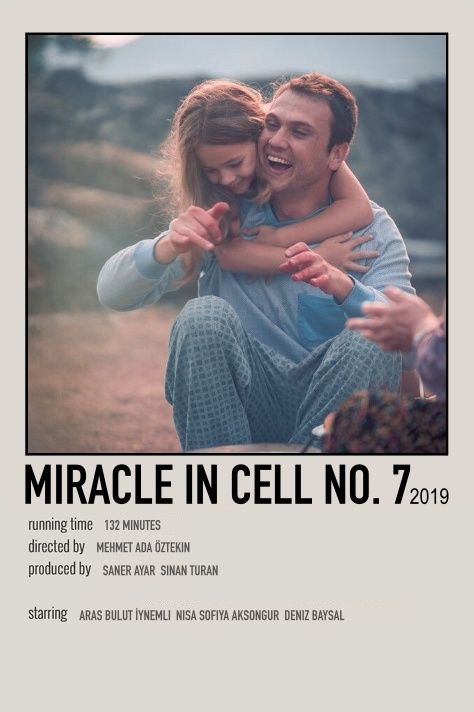 MIRACLE IN CELL NO. 7 2019
running time 132 MINUTES
directed by MEHMET ADA ÖZTEKIN
produced by SANER AYAR SINAN TURAN
starring ARAS BULUT İYNEMLI NISA SOFIYA AKSONGUR DENIZ BAYSAL